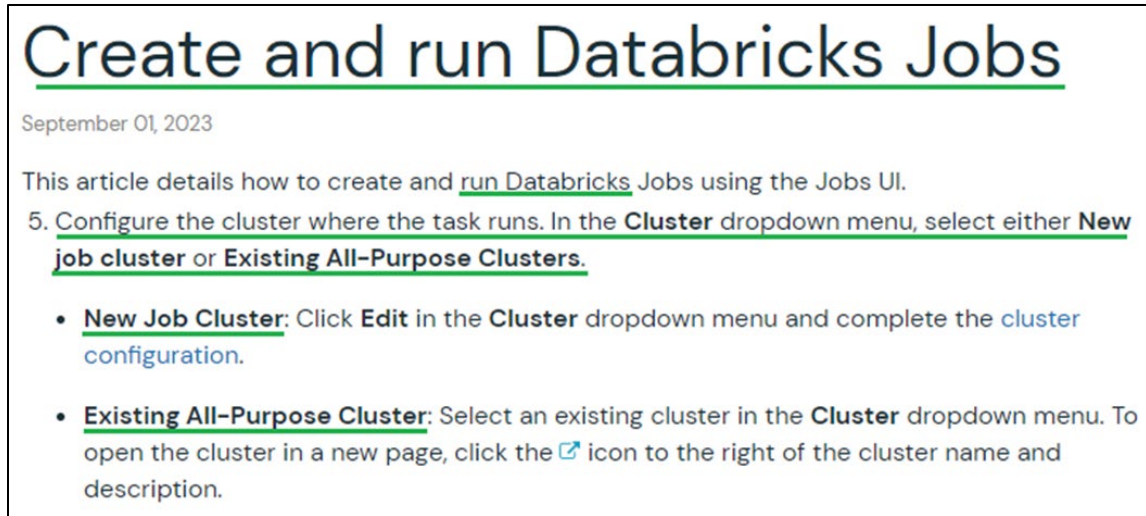 Create and run Databricks Jobs
September 01, 2023
This article details how to create and run Databricks Jobs using the Jobs UI.
5. Configure the cluster where the task runs. In the Cluster dropdown menu, select either New
job cluster or Existing All-Purpose Clusters.
• New Job Cluster: Click Edit in the Cluster dropdown menu and complete the cluster
configuration.
• Existing All-Purpose Cluster: Select an existing cluster in the Cluster dropdown menu. To
open the cluster in a new page, click the icon to the right of the cluster name and
description.